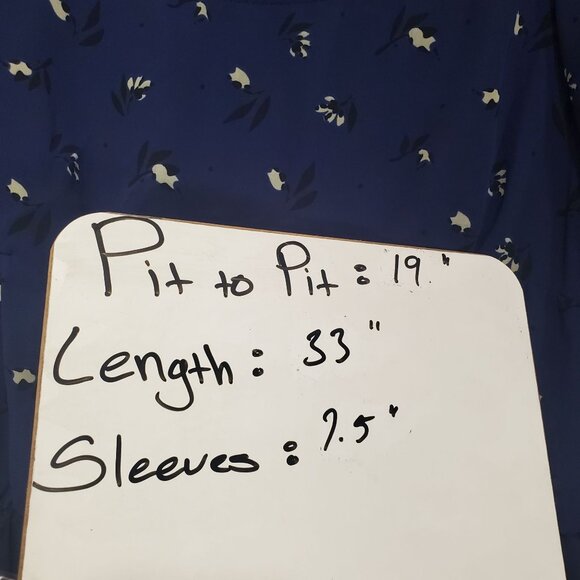 Pit to Pit : 19"
Length : 33"
Sleeves : 7.5"